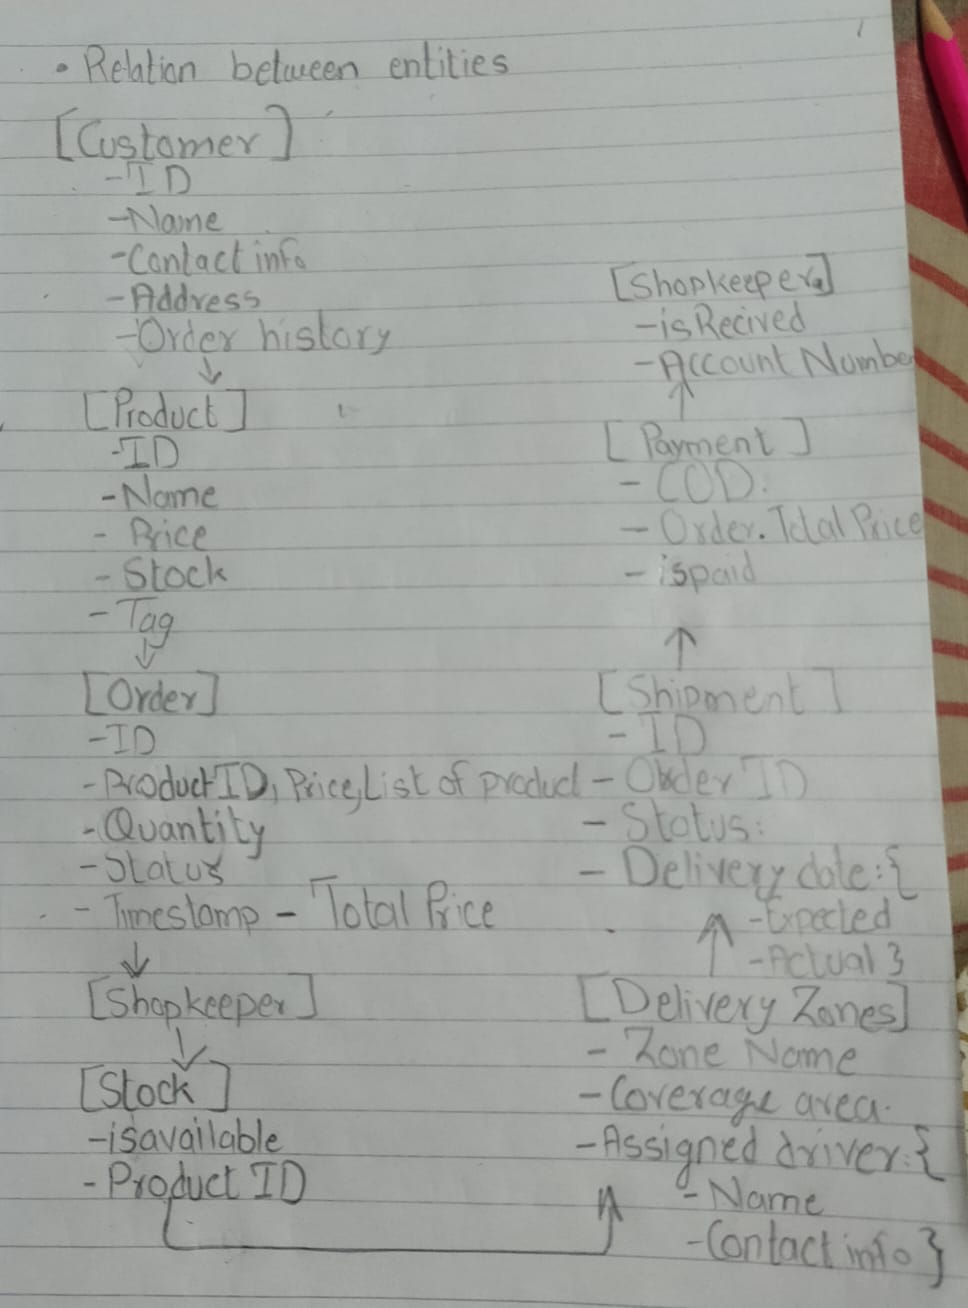 • Relation between entities
[Customer]
-ID
-Name
-Contact info
-Address
-Order history
↓
[Product]
-ID
-Name
- Price
- Stock
- Tag
↓
[Order]
-ID
-Product ID, Price, List of product
-Quantity
-Status
- Timestamp - Total Price
↓
[Shopkeeper]
↓
[Stock]
-isavailable
- Product ID
[Shopkeeper]
-isRecived
-Account Number
↑
[Payment]
- COD.
- Order. Total Price
- ispaid
↑
[Shipment]
- ID
- Order ID
- Status:
- Delivery date:{
-Expected
-Actual }
↑
[Delivery Zones]
- Zone Name
-Coverage area.
-Assigned driver:{
- Name
-Contact info }